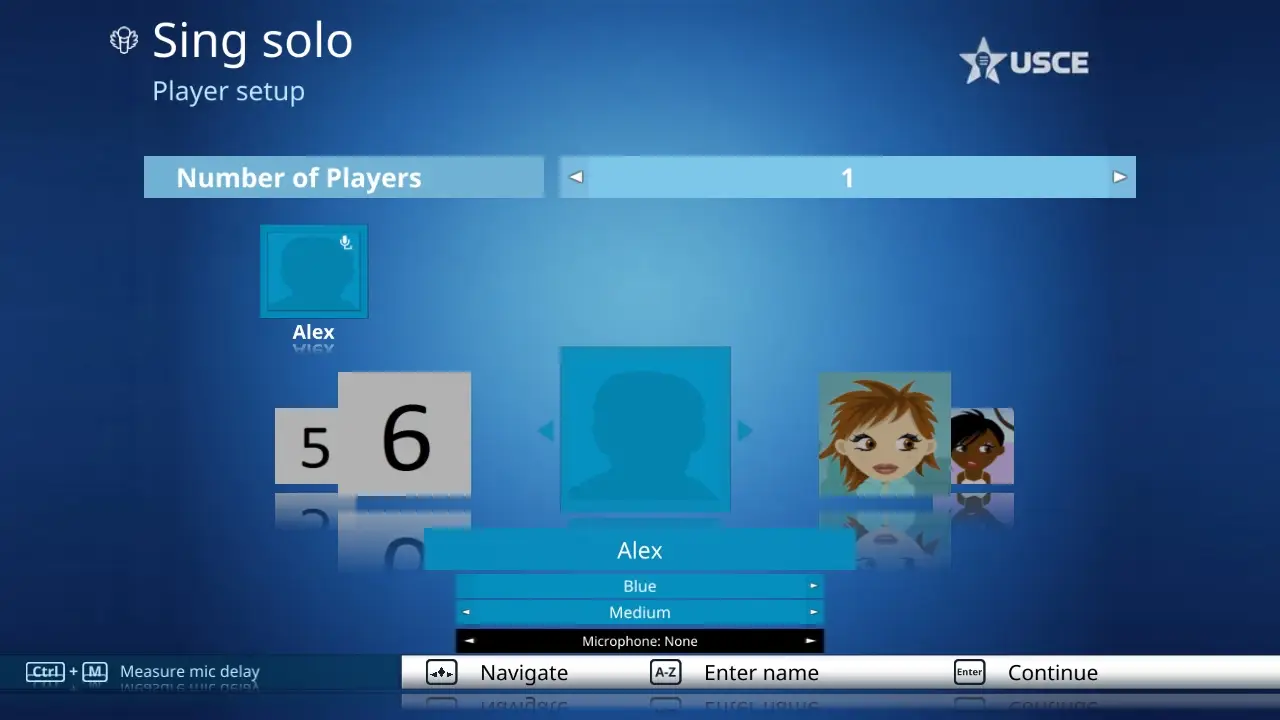 Sing solo
USCE
Player setup
Number of Players
1
Alex
5
6
Alex
Blue
Medium
Microphone: None
Ctrl + M Measure mic delay
Navigate
A-Z Enter name
Enter Continue